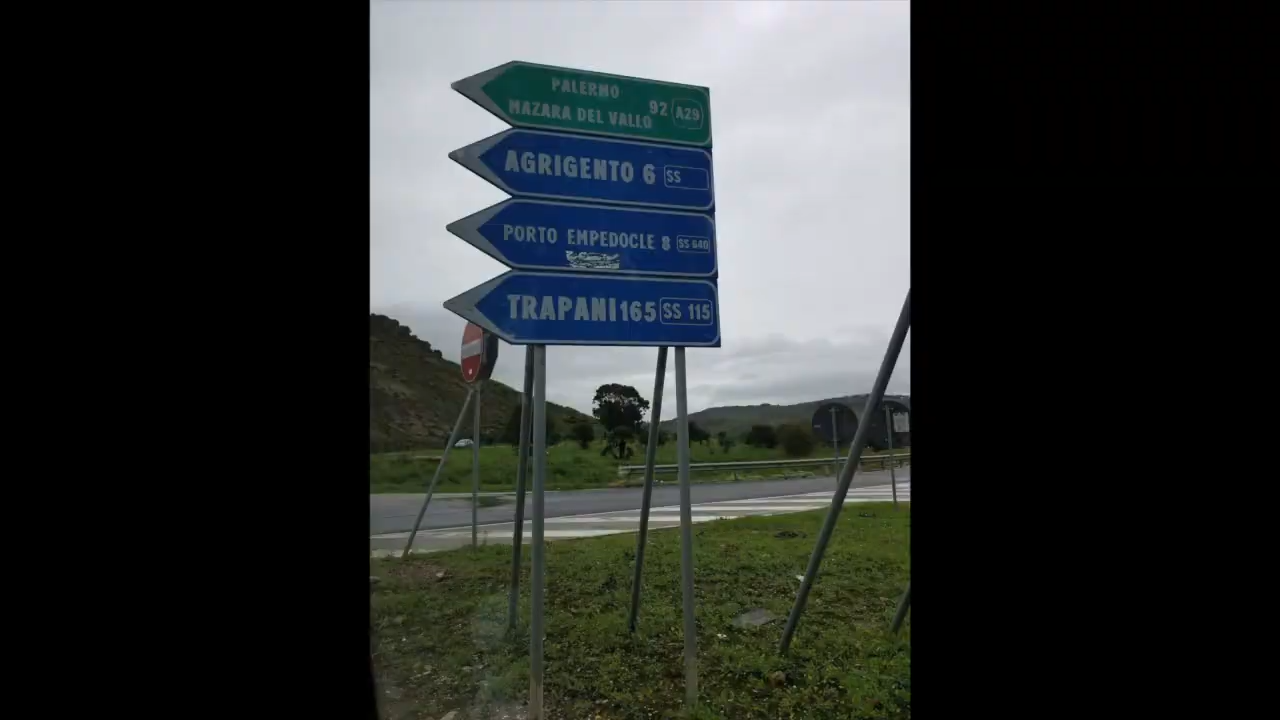 PALERMO
MAZARA DEL VALLO 92 A29
AGRIGENTO 6 SS
PORTO EMPEDOCLE 8 SS 640
TRAPANI 165 SS 115